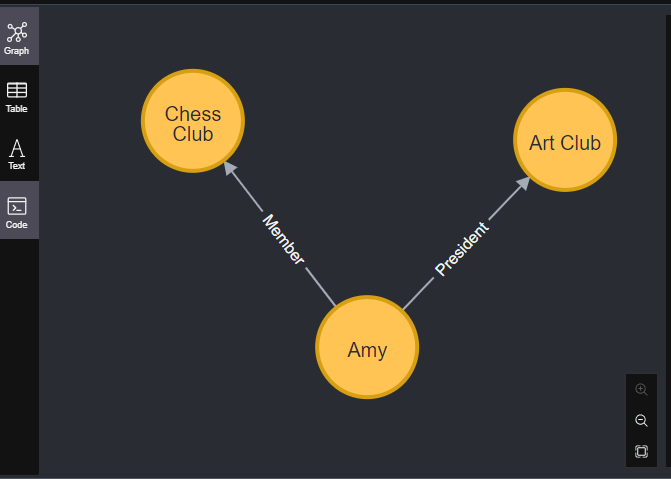 Graph
Table
Text
Code
Chess
Club
Art Club
Member
President
Amy